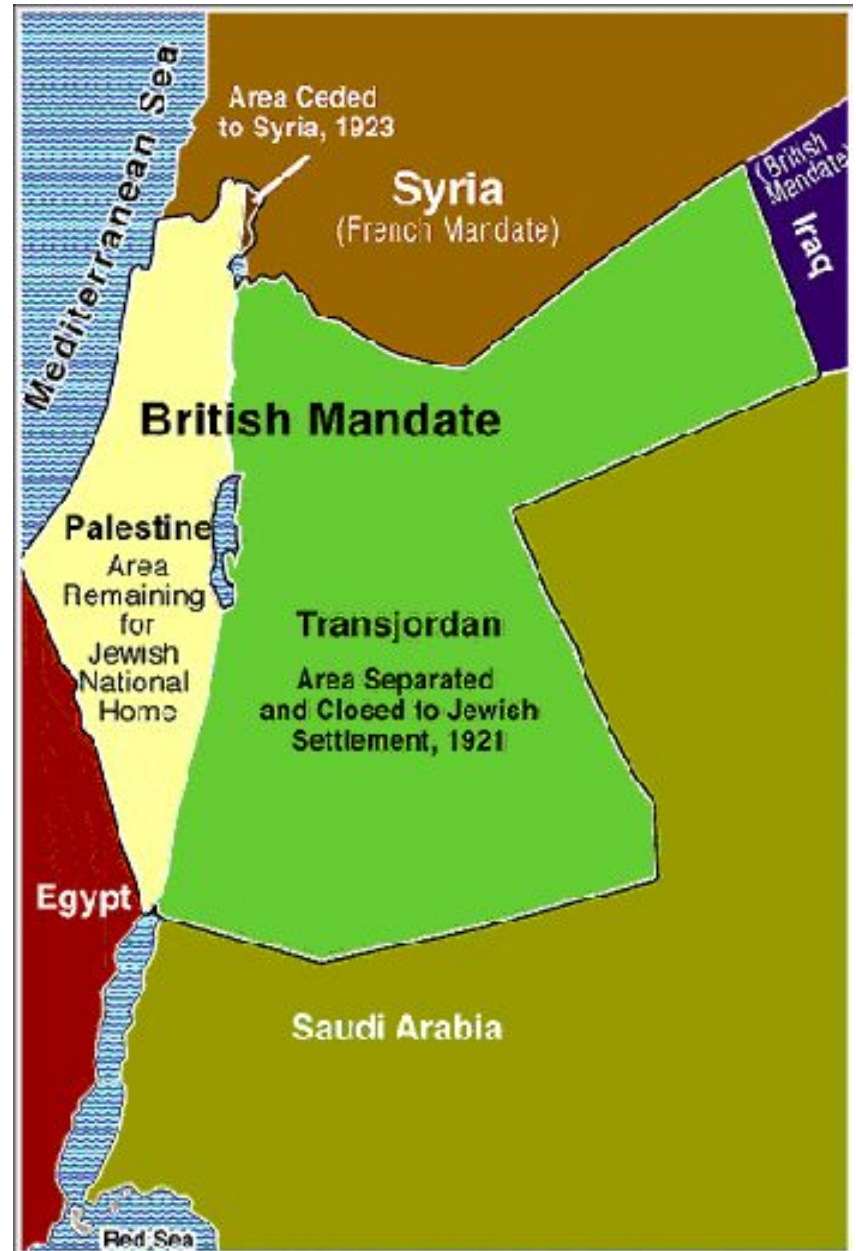 Mediterranean Sea
Area Ceded
to Syria, 1923
Syria
(French Mandate)
(British
Mandate)
Iraq
British Mandate
Palestine
Area
Remaining
for
Jewish
National
Home
Transjordan
Area Separated
and Closed to Jewish
Settlement, 1921
Egypt
Saudi Arabia
Red Sea